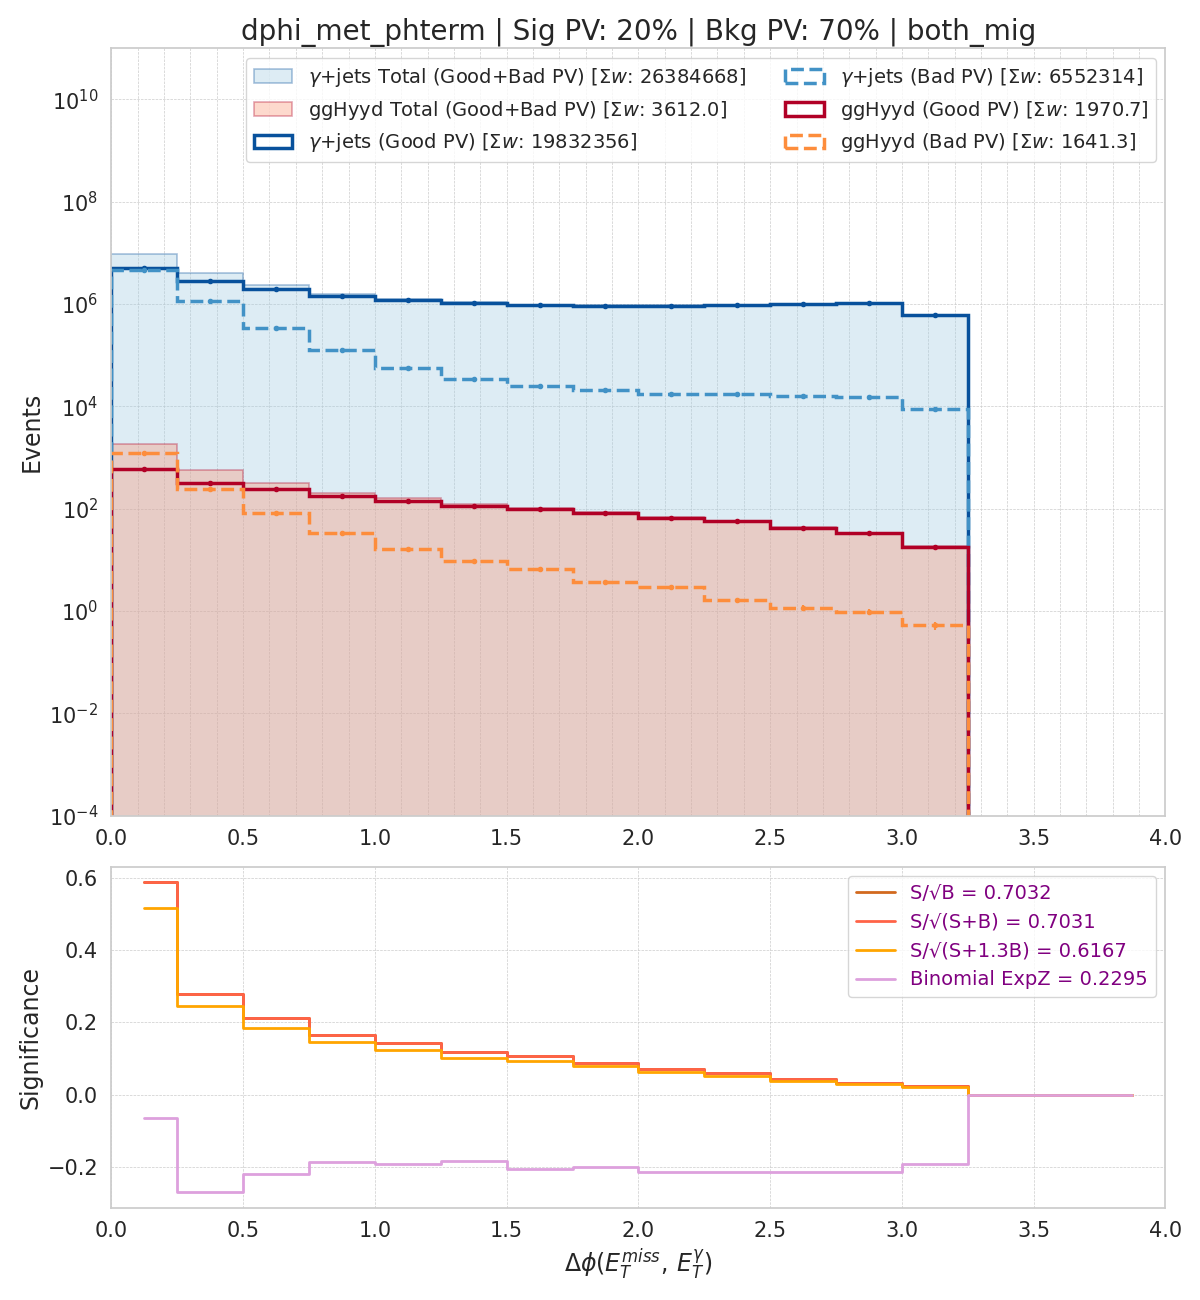 dphi_met_phterm | Sig PV: 20% | Bkg PV: 70% | both_mig
γ+jets Total (Good+Bad PV) [Σw: 26384668]
ggHyyd Total (Good+Bad PV) [Σw: 3612.0]
γ+jets (Good PV) [Σw: 19832356]
γ+jets (Bad PV) [Σw: 6552314]
ggHyyd (Good PV) [Σw: 1970.7]
ggHyyd (Bad PV) [Σw: 1641.3]
Events
10^10
10^8
10^6
10^4
10^2
10^0
10^−2
10^−4
0.0 0.5 1.0 1.5 2.0 2.5 3.0 3.5 4.0
Significance
0.6
0.4
0.2
0.0
−0.2
S/√B = 0.7032
S/√(S+B) = 0.7031
S/√(S+1.3B) = 0.6167
Binomial ExpZ = 0.2295
0.0 0.5 1.0 1.5 2.0 2.5 3.0 3.5 4.0
Δϕ(E_T^miss, E_T^γ)